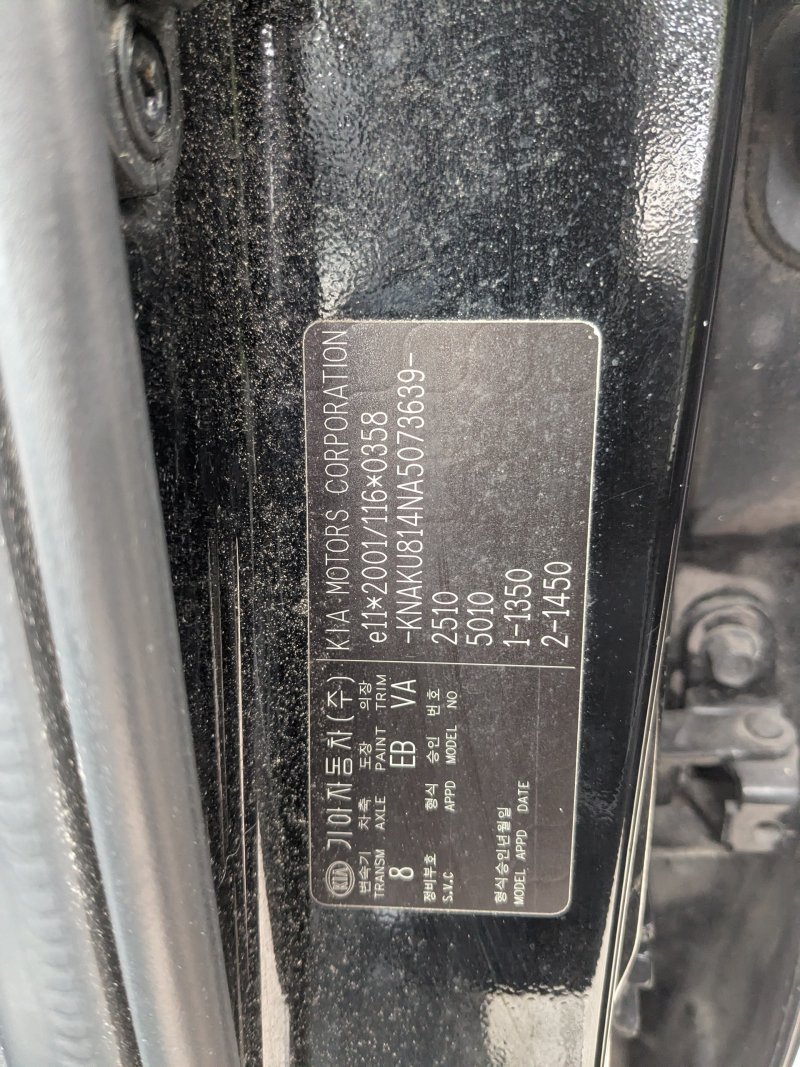 KIA 기아자동차(주)
변속기 차축 도장 의장
TRANSM AXLE PAINT TRIM
8 EB VA
정비부호 형식 승인 번호
S.V.C APPD MODEL NO
형식승인년월일
MODEL APPD DATE
KIA MOTORS CORPORATION
e11*2001/116*0358
-KNAKU814NA5073639-
2510
5010
1-1350
2-1450